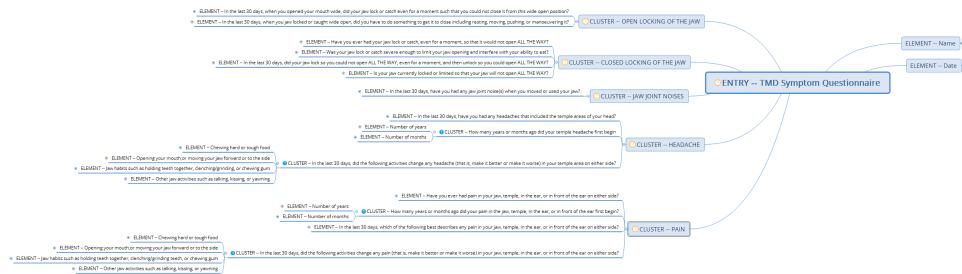 ELEMENT -- In the last 30 days, when you opened your mouth wide, did your jaw lock or catch even for a moment such that you could not close it from this wide open position?
ELEMENT -- In the last 30 days, when you jaw locked or caught wide open, did you have to do something to get it to close including resting, moving, pushing, or maneuvering it?
CLUSTER -- OPEN LOCKING OF THE JAW
ELEMENT -- Have you ever had your jaw lock or catch, even for a moment, so that it would not open ALL THE WAY?
ELEMENT -- Was your jaw lock or catch severe enough to limit your jaw opening and interfere with your ability to eat?
ELEMENT -- In the last 30 days, did your jaw lock so you could not open ALL THE WAY, even for a moment, and then unlock so you could open ALL THE WAY?
ELEMENT -- Is your jaw currently locked or limited so that your jaw will not open ALL THE WAY?
CLUSTER -- CLOSED LOCKING OF THE JAW
ELEMENT -- In the last 30 days, have you had any jaw joint noise(s) when you moved or used your jaw?
CLUSTER -- JAW JOINT NOISES
ELEMENT -- In the last 30 days, have you had any headaches that included the temple areas of your head?
ELEMENT -- Number of years
ELEMENT -- Number of months
CLUSTER -- How many years or months ago did your temple headache first begin
ELEMENT -- Chewing hard or tough food
ELEMENT -- Opening your mouth or moving your jaw forward or to the side
ELEMENT -- Jaw habits such as holding teeth together, clenching/grinding, or chewing gum
ELEMENT -- Other jaw activities such as talking, kissing, or yawning
CLUSTER -- In the last 30 days, did the following activities change any headache (that is, make it better or make it worse) in your temple area on either side?
CLUSTER -- HEADACHE
ELEMENT -- Have you ever had pain in your jaw, temple, in the ear, or in front of the ear on either side?
ELEMENT -- Number of years
ELEMENT -- Number of months
CLUSTER -- How many years or months ago did your pain in the jaw, temple, in the ear, or in front of the ear first begin?
ELEMENT -- In the last 30 days, which of the following best describes any pain in your jaw, temple, in the ear, or in front of the ear on either side?
ELEMENT -- Chewing hard or tough food
ELEMENT -- Opening your mouth or moving your jaw forward or to the side
ELEMENT -- Jaw habits such as holding teeth together, clenching/grinding, or chewing gum
ELEMENT -- Other jaw activities such as talking, kissing, or yawning
CLUSTER -- In the last 30 days, did the following activities change any pain (that is, make it better or make it worse) in your jaw, temple, in the ear, or in front of the ear on either side?
CLUSTER -- PAIN
ENTRY -- TMD Symptom Questionnaire
ELEMENT -- Name
ELEMENT -- Date